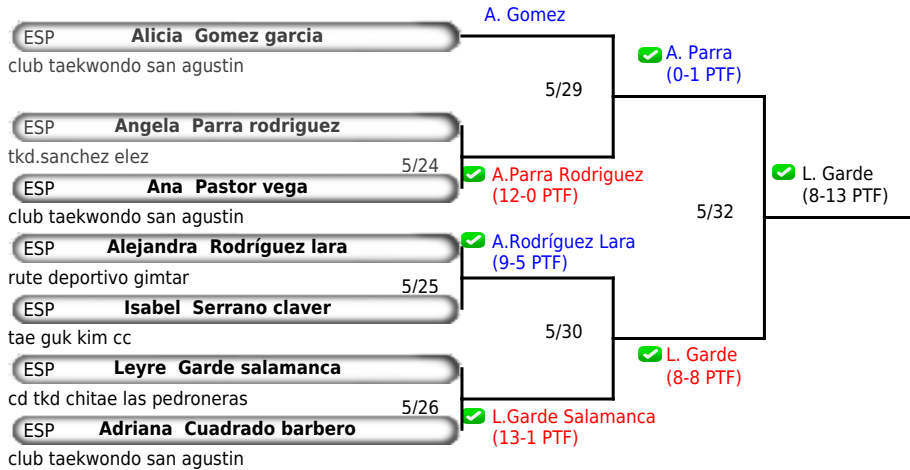 A. Gomez
ESP Alicia Gomez garcia
club taekwondo san agustin
A. Parra
(0-1 PTF)
5/29
ESP Angela Parra rodriguez
tkd.sanchez elez
5/24
A.Parra Rodriguez
(12-0 PTF)
ESP Ana Pastor vega
club taekwondo san agustin
L. Garde
(8-13 PTF)
5/32
ESP Alejandra Rodríguez lara
rute deportivo gimtar
A.Rodríguez Lara
(9-5 PTF)
5/25
ESP Isabel Serrano claver
tae guk kim cc
5/30
L. Garde
(8-8 PTF)
ESP Leyre Garde salamanca
cd tkd chitae las pedroneras
5/26
L.Garde Salamanca
(13-1 PTF)
ESP Adriana Cuadrado barbero
club taekwondo san agustin